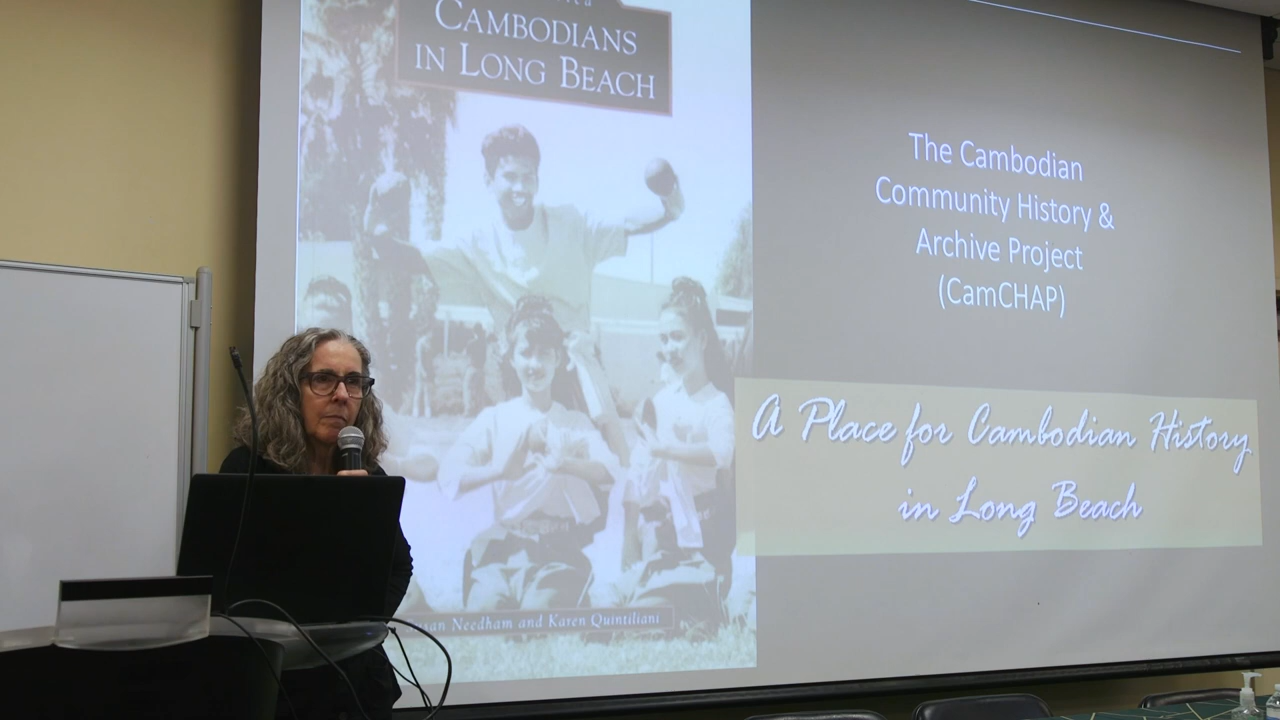 CAMBODIANS
IN LONG BEACH
Needham and Karen Quintiliani
The Cambodian
Community History &
Archive Project
(CamCHAP)
A Place for Cambodian History
in Long Beach